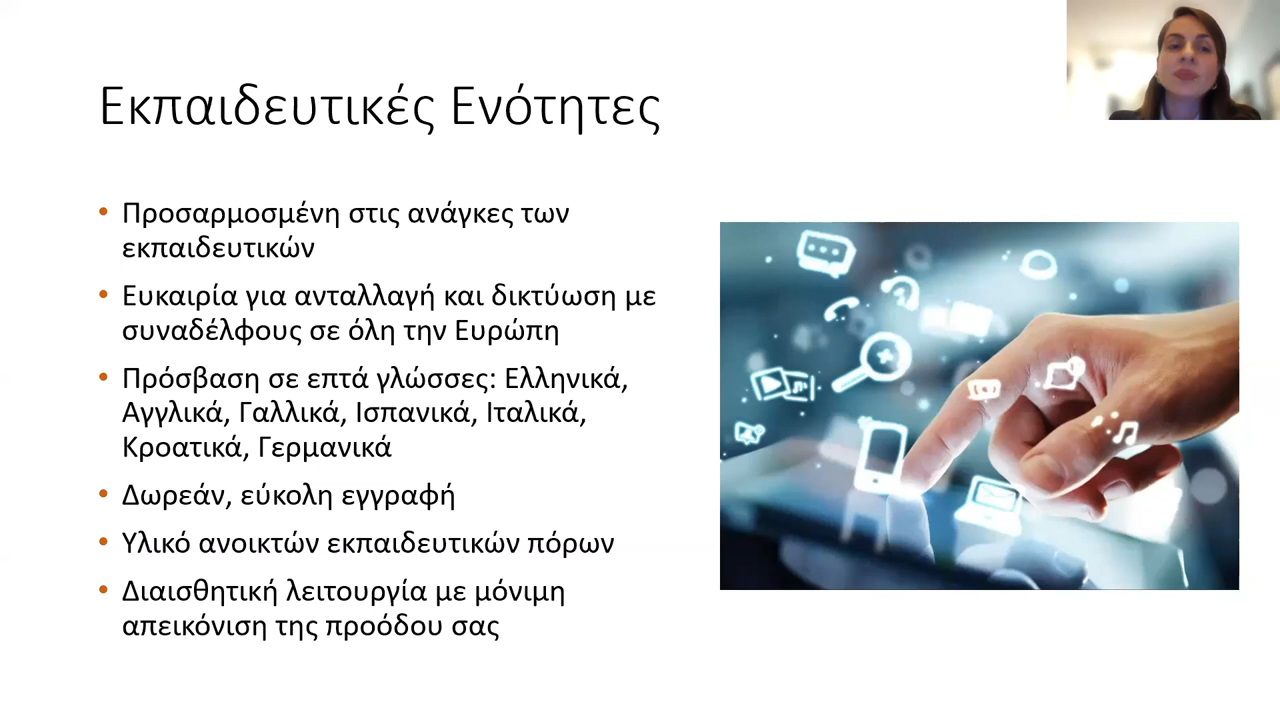 Εκπαιδευτικές Ενότητες
• Προσαρμοσμένη στις ανάγκες των
εκπαιδευτικών
• Ευκαιρία για ανταλλαγή και δικτύωση με
συναδέλφους σε όλη την Ευρώπη
• Πρόσβαση σε επτά γλώσσες: Ελληνικά,
Αγγλικά, Γαλλικά, Ισπανικά, Ιταλικά,
Κροατικά, Γερμανικά
• Δωρεάν, εύκολη εγγραφή
• Υλικό ανοικτών εκπαιδευτικών πόρων
• Διαισθητική λειτουργία με μόνιμη
απεικόνιση της προόδου σας